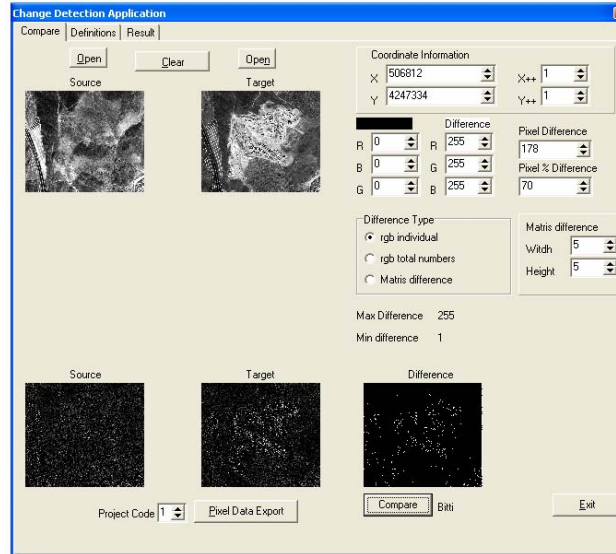 Change Detection Application
Compare Definitions Result
Open Clear Open
Source Target
Coordinate Information
X 506812 X++ 1
Y 4247334 Y++ 1
Difference
R 0 R 255
B 0 G 255
G 0 B 255
Pixel Difference
178
Pixel % Difference
70
Difference Type
rgb individual
rgb total numbers
Matris difference
Matris difference
Witdh 5
Height 5
Max Difference 255
Min difference 1
Source Target Difference
Project Code 1 Pixel Data Export Compare Bitti Exit